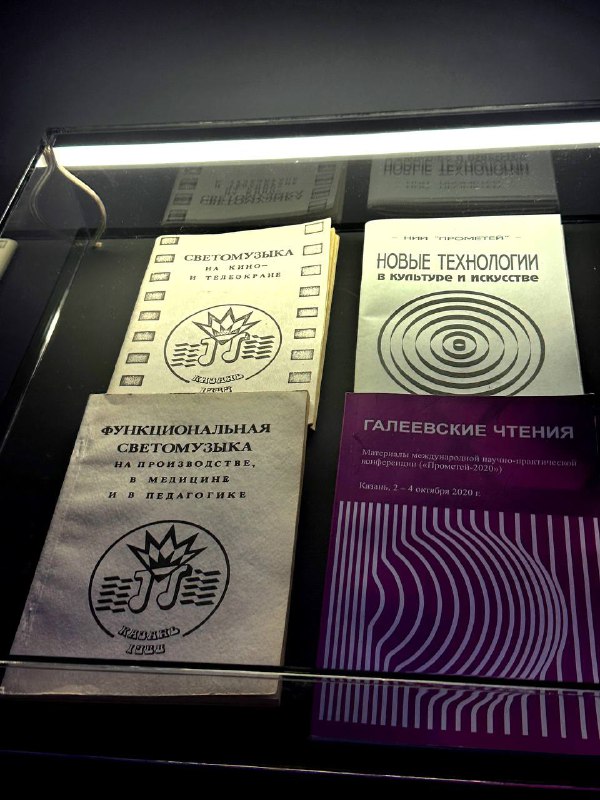 СВЕТОМУЗЫКА
НА КИНО-
И ТЕЛЕЭКРАНЕ
КАЗАНЬ
НИИ "ПРОМЕТЕЙ"
НОВЫЕ ТЕХНОЛОГИИ
В КУЛЬТУРЕ И ИСКУССТВЕ
ФУНКЦИОНАЛЬНАЯ
СВЕТОМУЗЫКА
НА ПРОИЗВОДСТВЕ,
В МЕДИЦИНЕ
И В ПЕДАГОГИКЕ
КАЗАНЬ
ГАЛЕЕВСКИЕ ЧТЕНИЯ
Материалы международной научно-практической
конференции («Прометей-2020»)
Казань, 2 – 4 октября 2020 г.